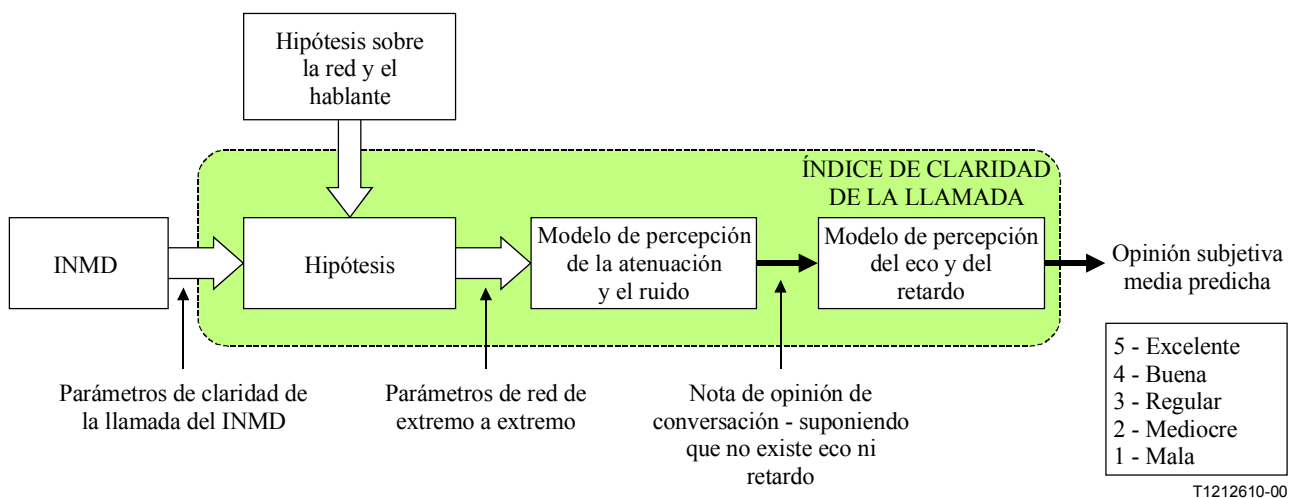 Hipótesis sobre
la red y el
hablante
ÍNDICE DE CLARIDAD
DE LA LLAMADA
INMD
Hipótesis
Modelo de percepción
de la atenuación
y el ruido
Modelo de percepción
del eco y del
retardo
Opinión subjetiva
media predicha
Parámetros de claridad de
la llamada del INMD
Parámetros de red de
extremo a extremo
Nota de opinión de
conversación - suponiendo
que no existe eco ni
retardo
5 - Excelente
4 - Buena
3 - Regular
2 - Mediocre
1 - Mala
T1212610-00